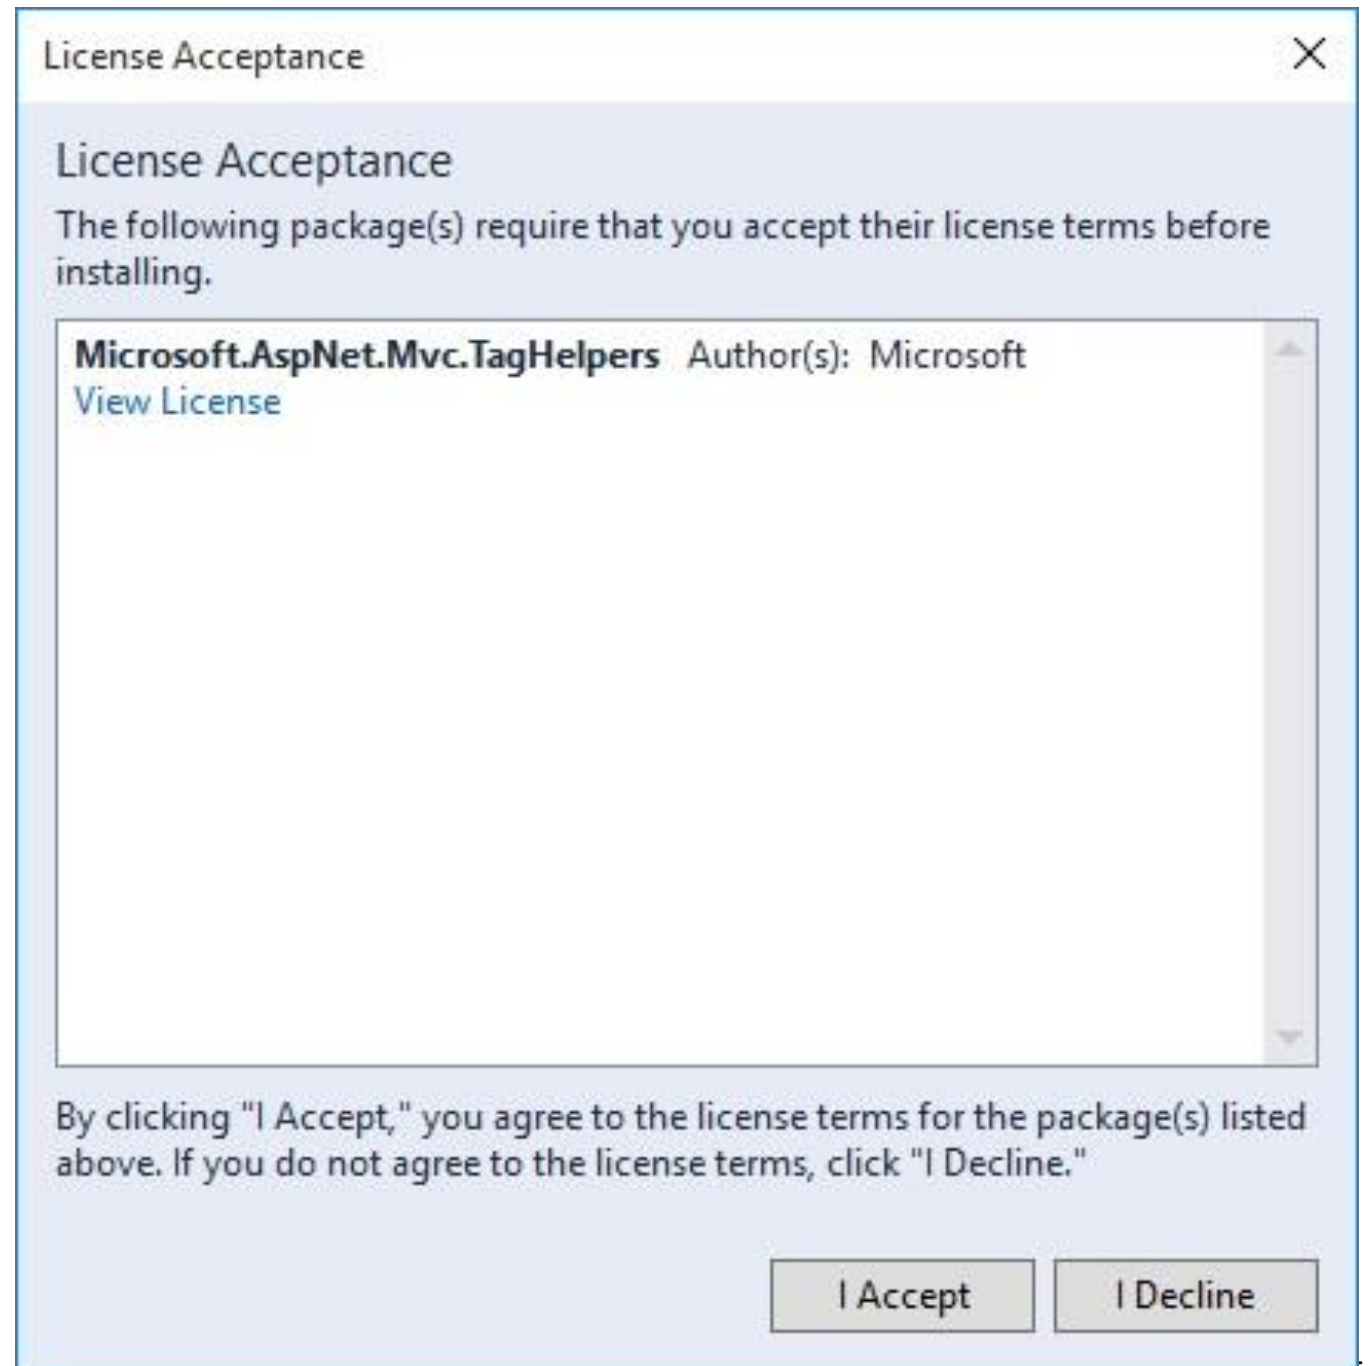 License Acceptance
License Acceptance
The following package(s) require that you accept their license terms before
installing.
Microsoft.AspNet.Mvc.TagHelpers Author(s): Microsoft
View License
By clicking "I Accept," you agree to the license terms for the package(s) listed
above. If you do not agree to the license terms, click "I Decline."
I Accept I Decline